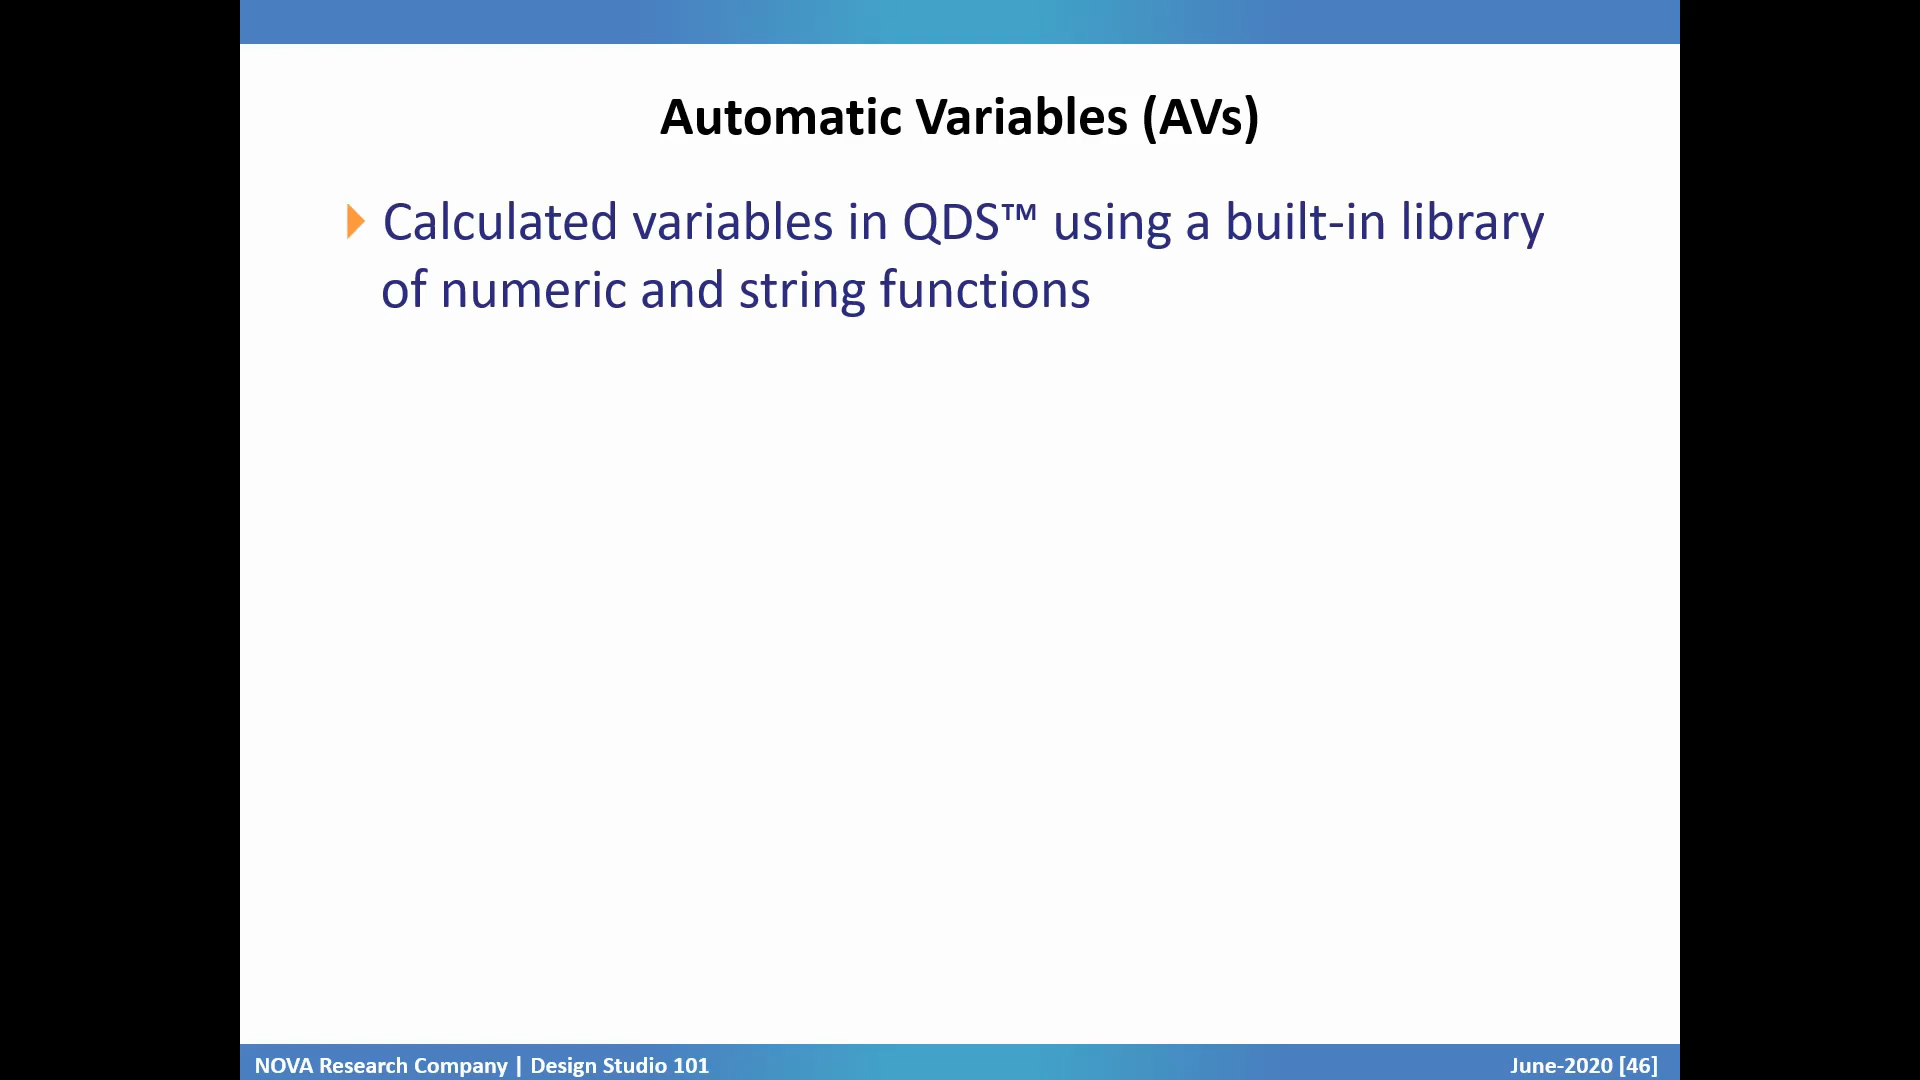 Automatic Variables (AVs)
Calculated variables in QDS™ using a built-in library
of numeric and string functions
NOVA Research Company | Design Studio 101
June-2020 [46]